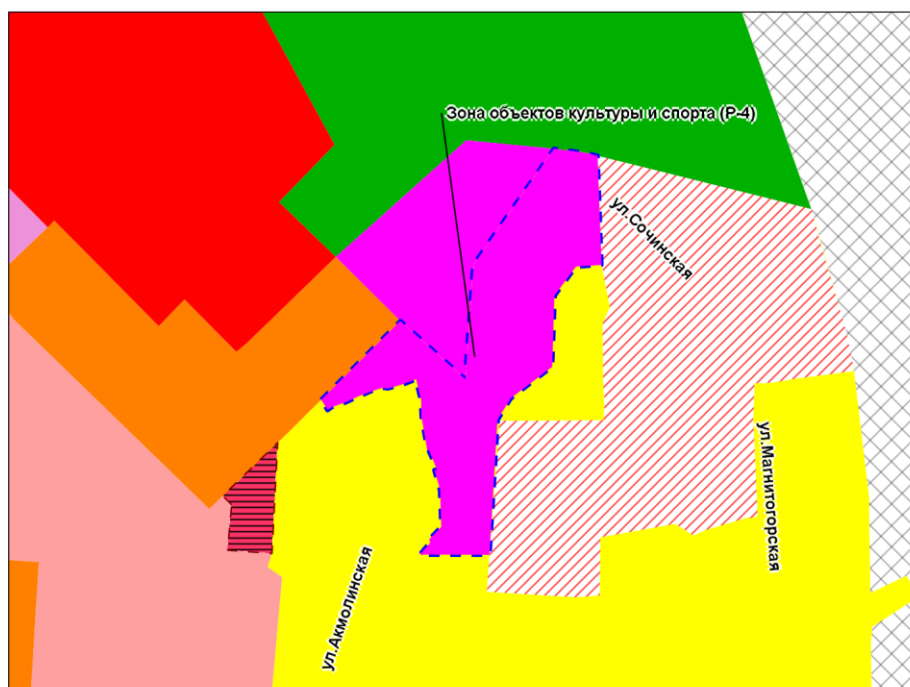 Зона объектов культуры и спорта (Р-4)
ул.Сочинская
ул.Магнитогорская
ул.Акмолинская